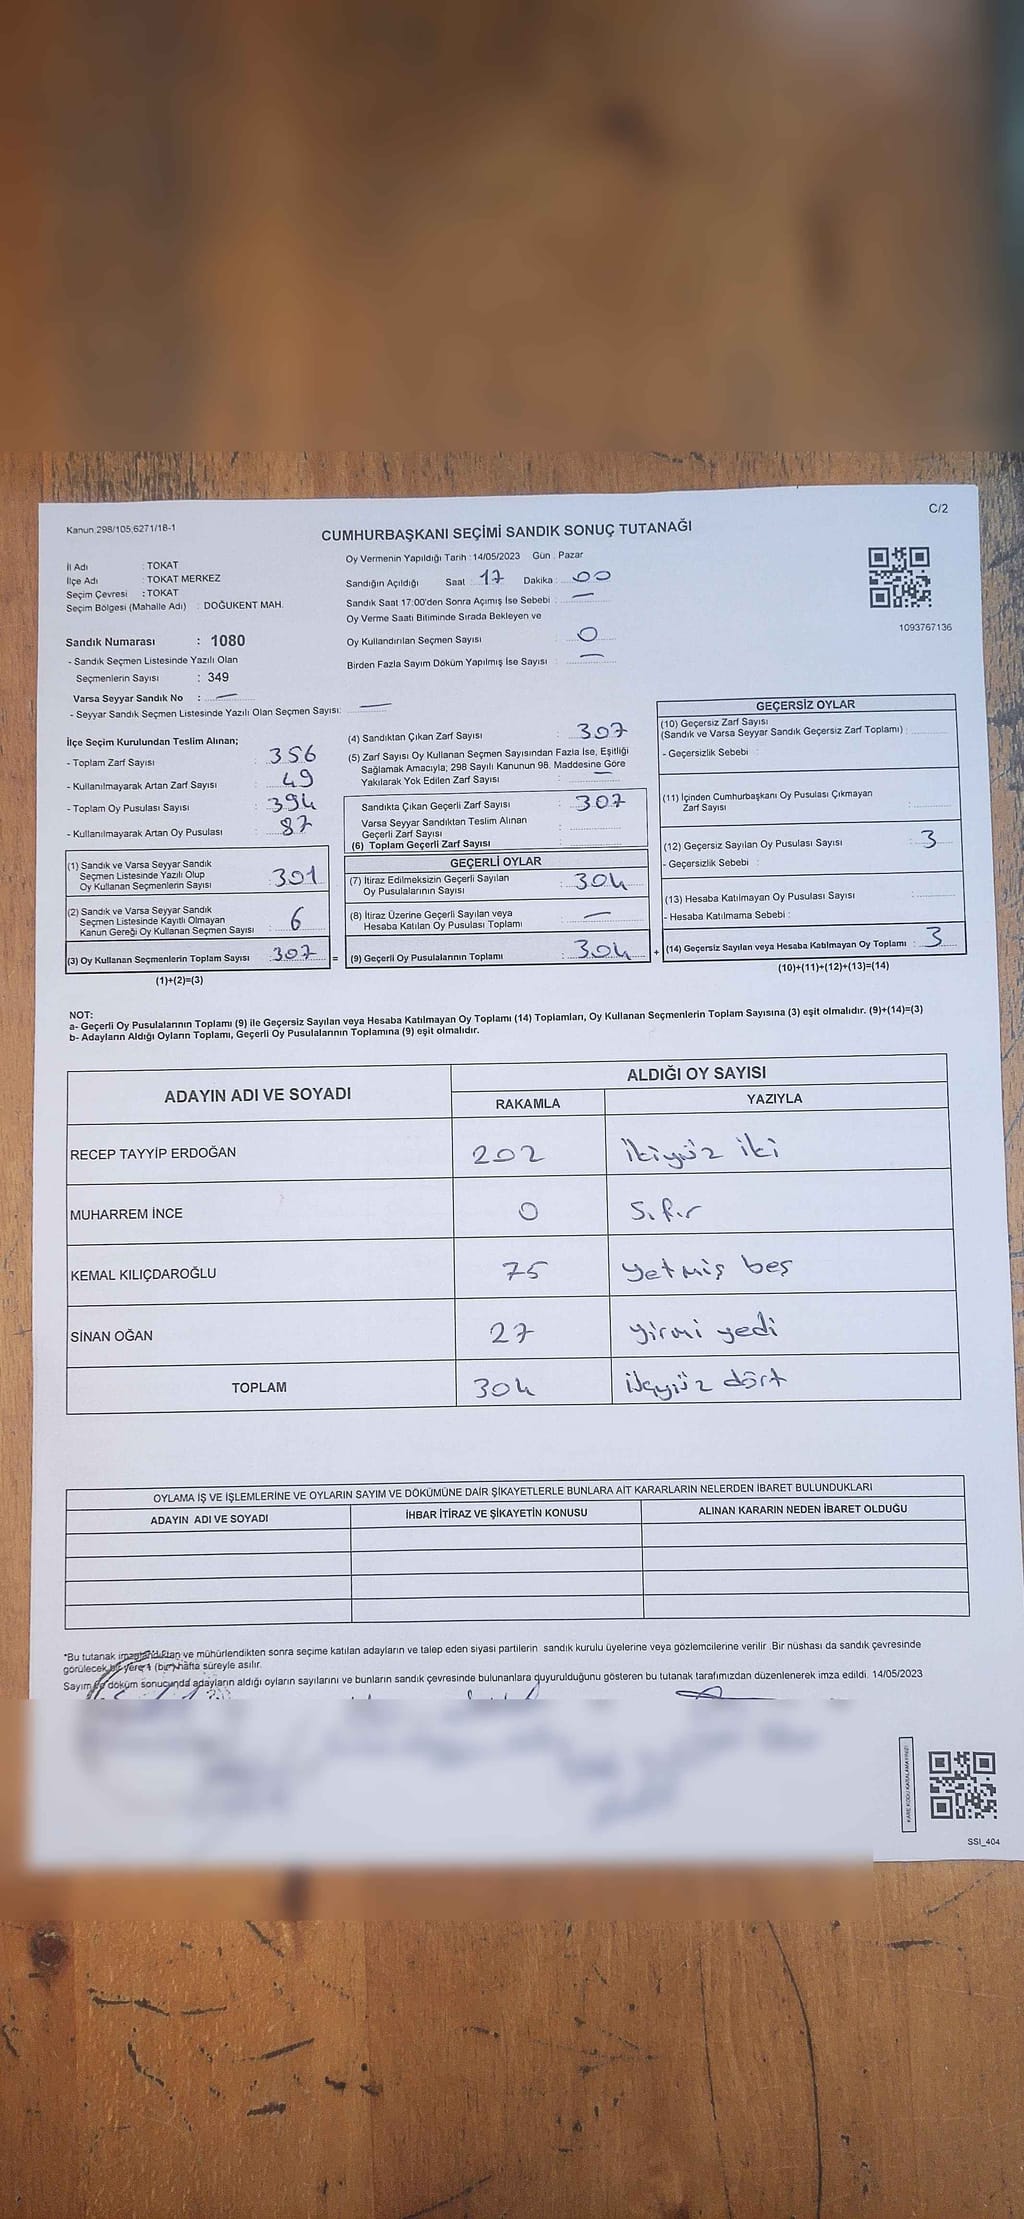 C/2
Kanun 298/105,6271/16-1
CUMHURBAŞKANI SEÇİMİ SANDIK SONUÇ TUTANAĞI
İl Adı : TOKAT
İlçe Adı : TOKAT MERKEZ
Seçim Çevresi : TOKAT
Seçim Bölgesi (Mahalle Adı) : DOĞUKENT MAH.
Oy Vermenin Yapıldığı Tarih : 14/05/2023 Gün : Pazar
Sandığın Açıldığı Saat : 17 Dakika : 00
Sandık Saat 17:00'den Sonra Açımış İse Sebebi : —
Oy Verme Saati Bitiminde Sırada Bekleyen ve
Oy Kullandırılan Seçmen Sayısı : 0
Birden Fazla Sayım Döküm Yapılmış İse Sayısı : —
1093767136
Sandık Numarası : 1080
- Sandık Seçmen Listesinde Yazılı Olan
Seçmenlerin Sayısı : 349
Varsa Seyyar Sandık No : —
- Seyyar Sandık Seçmen Listesinde Yazılı Olan Seçmen Sayısı: —
İlçe Seçim Kurulundan Teslim Alınan;
- Toplam Zarf Sayısı : 356
- Kullanılmayarak Artan Zarf Sayısı : 49
- Toplam Oy Pusulası Sayısı : 394
- Kullanılmayarak Artan Oy Pusulası : 87
(1) Sandık ve Varsa Seyyar Sandık
Seçmen Listesinde Yazılı Olup
Oy Kullanan Seçmenlerin Sayısı : 301
(2) Sandık ve Varsa Seyyar Sandık
Seçmen Listesinde Kayıtlı Olmayan
Kanun Gereği Oy Kullanan Seçmen Sayısı : 6
(3) Oy Kullanan Seçmenlerin Toplam Sayısı : 307
(1)+(2)=(3)
(4) Sandıktan Çıkan Zarf Sayısı : 307
(5) Zarf Sayısı Oy Kullanan Seçmen Sayısından Fazla İse, Eşitliği
Sağlamak Amacıyla; 298 Sayılı Kanunun 98. Maddesine Göre
Yakılarak Yok Edilen Zarf Sayısı : —
Sandıkta Çıkan Geçerli Zarf Sayısı : 307
Varsa Seyyar Sandıktan Teslim Alınan
Geçerli Zarf Sayısı :
(6) Toplam Geçerli Zarf Sayısı :
GEÇERLİ OYLAR
(7) İtiraz Edilmeksizin Geçerli Sayılan
Oy Pusulalarının Sayısı : 304
(8) İtiraz Üzerine Geçerli Sayılan veya
Hesaba Katılan Oy Pusulası Toplamı : —
= (9) Geçerli Oy Pusulalarının Toplamı : 304 +
GEÇERSİZ OYLAR
(10) Geçersiz Zarf Sayısı
(Sandık ve Varsa Seyyar Sandık Geçersiz Zarf Toplamı) :
- Geçersizlik Sebebi :
(11) İçinden Cumhurbaşkanı Oy Pusulası Çıkmayan
Zarf Sayısı :
(12) Geçersiz Sayılan Oy Pusulası Sayısı : 3
- Geçersizlik Sebebi :
(13) Hesaba Katılmayan Oy Pusulası Sayısı :
- Hesaba Katılmama Sebebi :
(14) Geçersiz Sayılan veya Hesaba Katılmayan Oy Toplamı : 3
(10)+(11)+(12)+(13)=(14)
NOT:
a- Geçerli Oy Pusulalarının Toplamı (9) ile Geçersiz Sayılan veya Hesaba Katılmayan Oy Toplamı (14) Toplamları, Oy Kullanan Seçmenlerin Toplam Sayısına (3) eşit olmalıdır. (9)+(14)=(3)
b- Adayların Aldığı Oyların Toplamı, Geçerli Oy Pusulalarının Toplamına (9) eşit olmalıdır.
ADAYIN ADI VE SOYADI
ALDIĞI OY SAYISI
RAKAMLA YAZIYLA
RECEP TAYYİP ERDOĞAN 202 ikiyüz iki
MUHARREM İNCE 0 Sıfır
KEMAL KILIÇDAROĞLU 75 yetmiş beş
SİNAN OĞAN 27 yirmi yedi
TOPLAM 304 üçyüz dört
OYLAMA İŞ VE İŞLEMLERİNE VE OYLARIN SAYIM VE DÖKÜMÜNE DAİR ŞİKAYETLERLE BUNLARA AİT KARARLARIN NELERDEN İBARET BULUNDUKLARI
ADAYIN ADI VE SOYADI İHBAR İTİRAZ VE ŞİKAYETİN KONUSU ALINAN KARARIN NEDEN İBARET OLDUĞU
*Bu tutanak imzalandıktan ve mühürlendikten sonra seçime katılan adayların ve talep eden siyasi partilerin sandık kurulu üyelerine veya gözlemcilerine verilir. Bir nüshası da sandık çevresinde
görülecek bir yere 1 (bir) hafta süreyle asılır.
Sayım ve döküm sonucunda adayların aldığı oyların sayılarını ve bunların sandık çevresinde bulunanlara duyurulduğunu gösteren bu tutanak tarafımızdan düzenlenerek imza edildi. 14/05/2023
KARE KODU KARALAMAYINIZ!
SSI_404